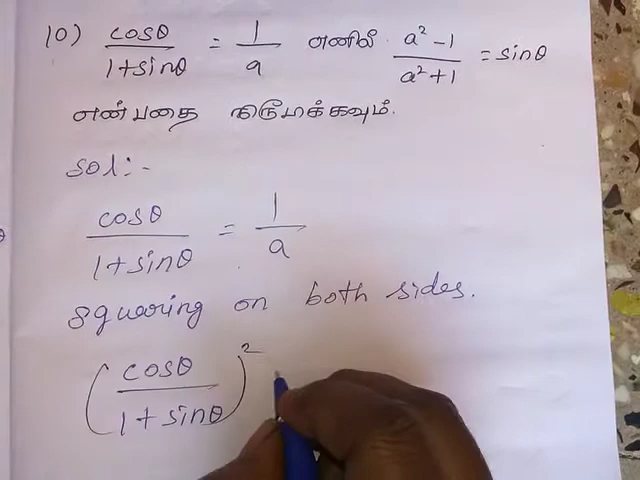 10) cosθ/1+sinθ = 1/a எனில் a²-1/a²+1 = sinθ
என்பதை நிரூபிக்கவும்.
sol:-
cosθ/1+sinθ = 1/a
squaring on both sides.
(cosθ/1+sinθ)²